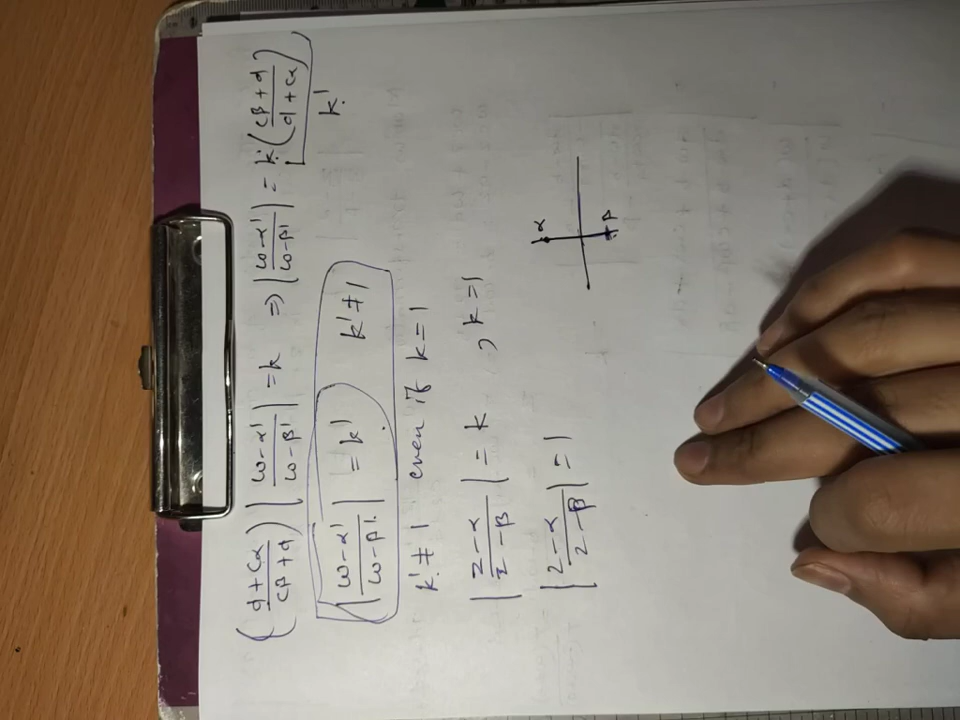 (d+cα / cβ+d) |ω-α' / ω-β'| = k ⇒ |ω-α' / ω-β'| = k (cβ+d / d+cα)
k'
|ω-α' / ω-β'| = k' k' ≠ 1
k' ≠ 1 even if k=1
|z-α / z-β| = k , k=1
|z-α / z-β| = 1
α
β